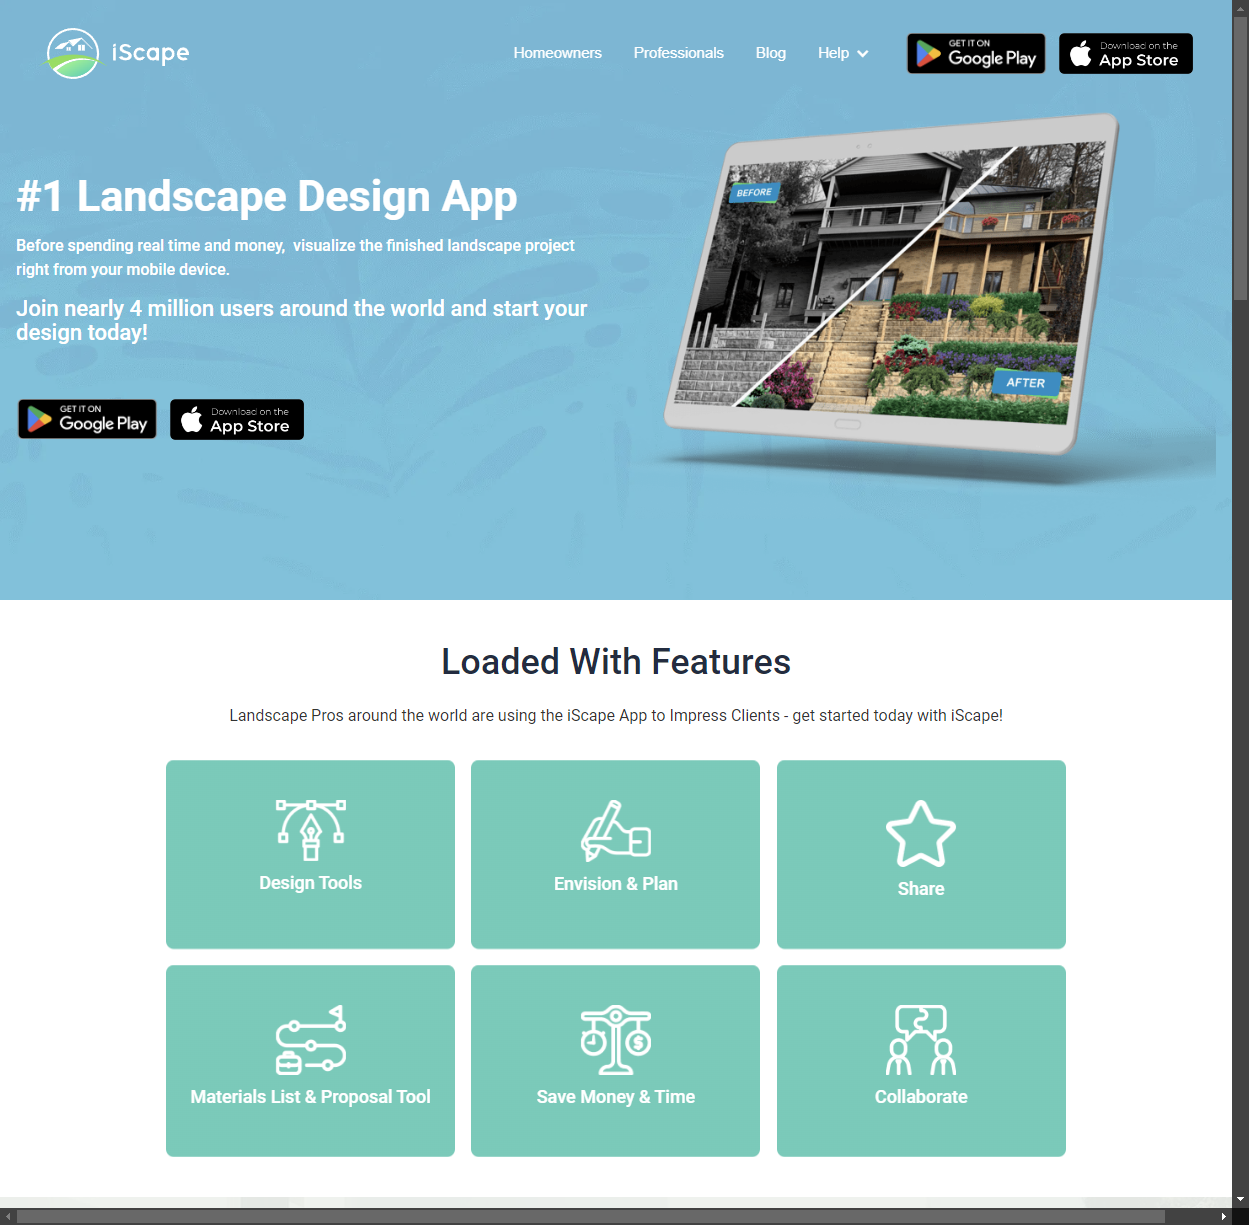 iScape
Homeowners
Professionals
Blog
Help
GET IT ON
Google Play
Download on the
App Store
#1 Landscape Design App
Before spending real time and money,  visualize the finished landscape project
right from your mobile device.
Join nearly 4 million users around the world and start your
design today!
GET IT ON
Google Play
Download on the
App Store
BEFORE
AFTER
Loaded With Features
Landscape Pros around the world are using the iScape App to Impress Clients - get started today with iScape!
Design Tools
Envision & Plan
Share
Materials List & Proposal Tool
Save Money & Time
Collaborate